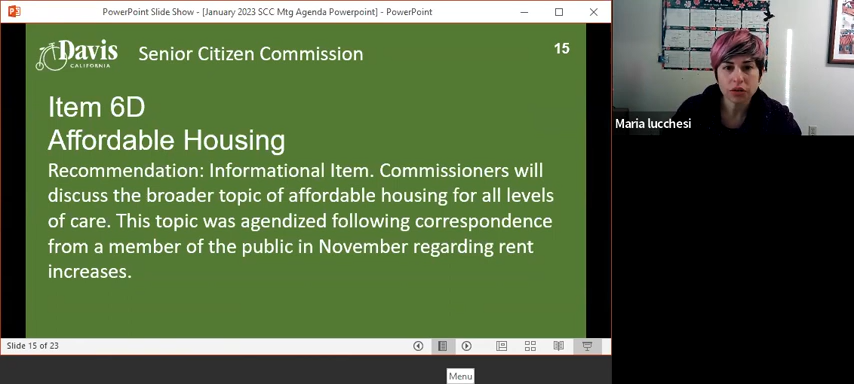 PowerPoint Slide Show - [January 2023 SCC Mtg Agenda Powerpoint] - PowerPoint
Davis
CALIFORNIA
Senior Citizen Commission
15
Item 6D
Affordable Housing
Recommendation: Informational Item. Commissioners will
discuss the broader topic of affordable housing for all levels
of care. This topic was agendized following correspondence
from a member of the public in November regarding rent
increases.
Maria lucchesi
Slide 15 of 23
Menu